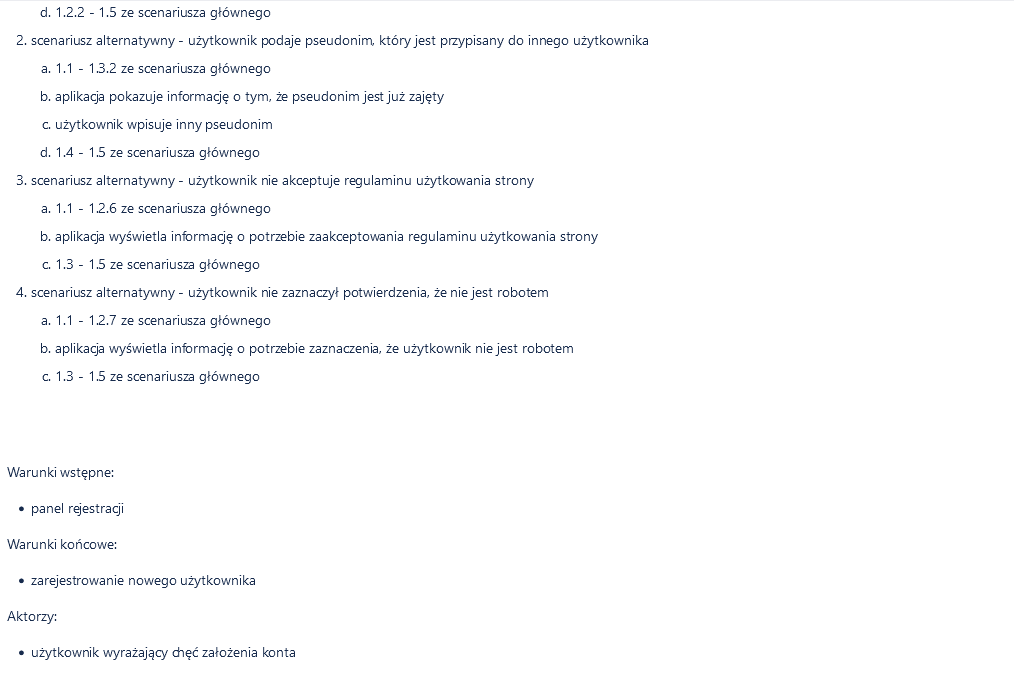 d. 1.2.2 - 1.5 ze scenariusza głównego
2. scenariusz alternatywny - użytkownik podaje pseudonim, który jest przypisany do innego użytkownika
a. 1.1 - 1.3.2 ze scenariusza głównego
b. aplikacja pokazuje informację o tym, że pseudonim jest już zajęty
c. użytkownik wpisuje inny pseudonim
d. 1.4 - 1.5 ze scenariusza głównego
3. scenariusz alternatywny - użytkownik nie akceptuje regulaminu użytkowania strony
a. 1.1 - 1.2.6 ze scenariusza głównego
b. aplikacja wyświetla informację o potrzebie zaakceptowania regulaminu użytkowania strony
c. 1.3 - 1.5 ze scenariusza głównego
4. scenariusz alternatywny - użytkownik nie zaznaczył potwierdzenia, że nie jest robotem
a. 1.1 - 1.2.7 ze scenariusza głównego
b. aplikacja wyświetla informację o potrzebie zaznaczenia, że użytkownik nie jest robotem
c. 1.3 - 1.5 ze scenariusza głównego
Warunki wstępne:
• panel rejestracji
Warunki końcowe:
• zarejestrowanie nowego użytkownika
Aktorzy:
• użytkownik wyrażający chęć założenia konta